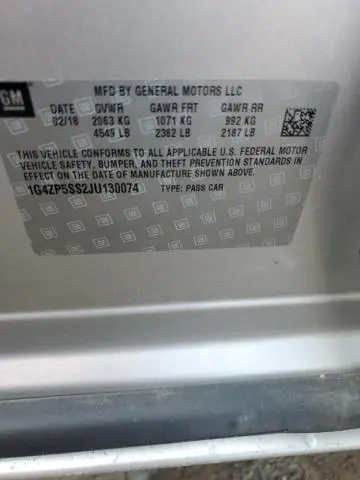 GM
MFD BY GENERAL MOTORS LLC
DATE GVWR GAWR FRT GAWR RR
02/18 2063 KG 1071 KG 992 KG
4549 LB 2362 LB 2187 LB
THIS VEHICLE CONFORMS TO ALL APPLICABLE U.S. FEDERAL MOTOR
VEHICLE SAFETY, BUMPER, AND THEFT PREVENTION STANDARDS
IN EFFECT ON THE DATE OF MANUFACTURE SHOWN ABOVE.
1G4ZP5SS2JU130074 TYPE: PASS CAR